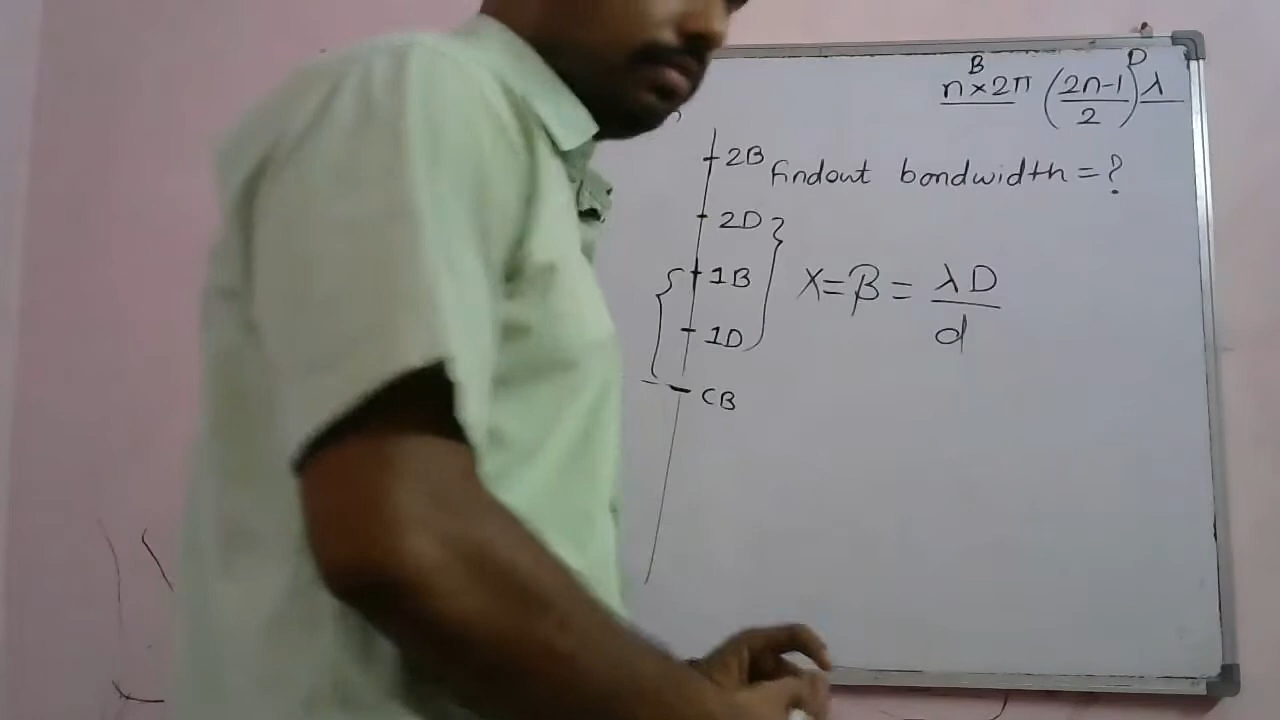 B D
n×2π (2n-1/2)λ
2B findout bandwidth = ?
2D
1B X=β= λD/d
1D
CB